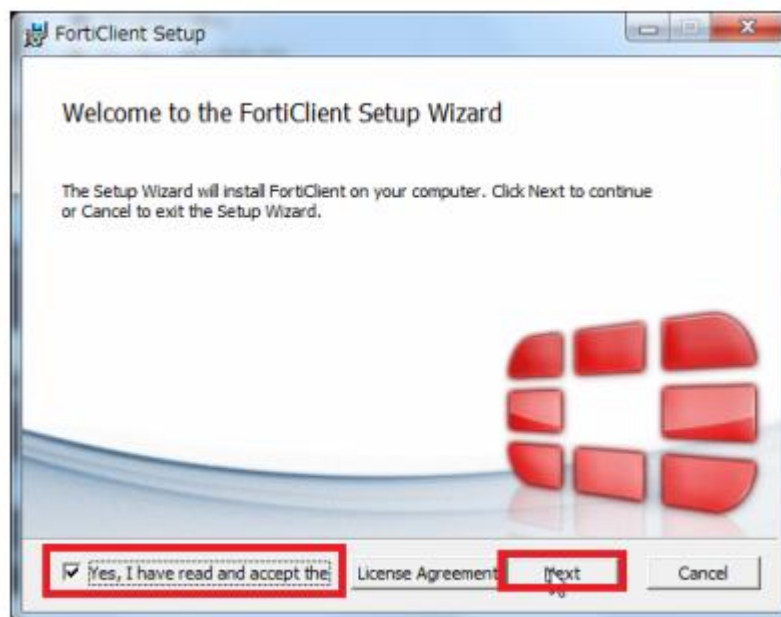 FortiClient Setup
Welcome to the FortiClient Setup Wizard
The Setup Wizard will install FortiClient on your computer. Click Next to continue
or Cancel to exit the Setup Wizard.
Yes, I have read and accept the License Agreement Next Cancel